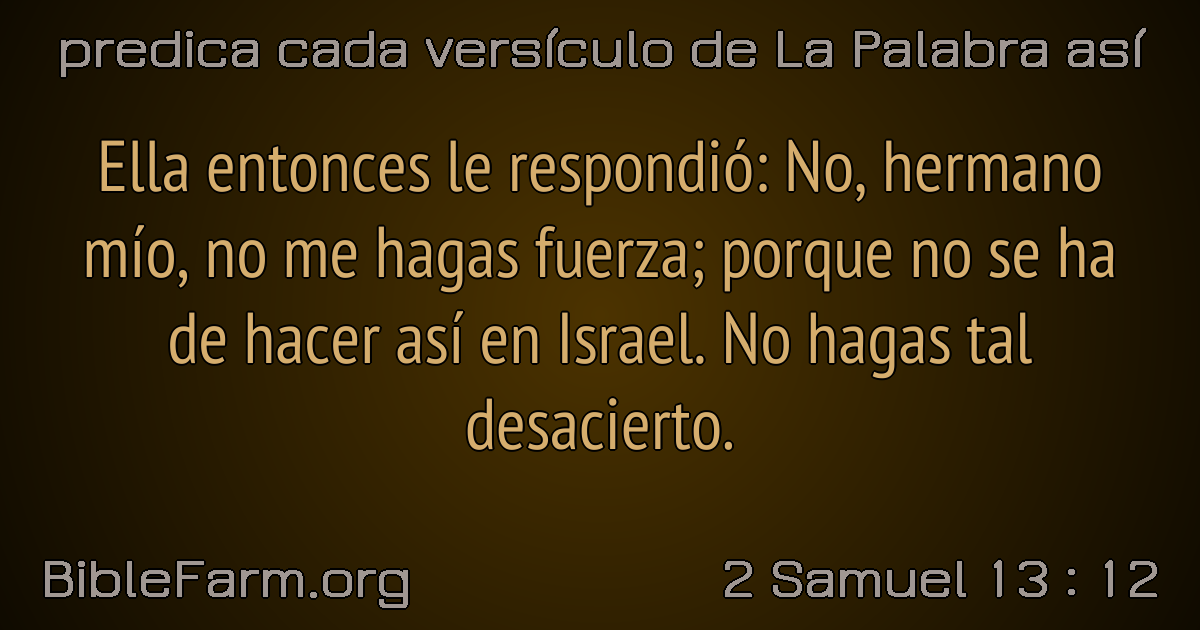 predica cada versículo de La Palabra así
Ella entonces le respondió: No, hermano
mío, no me hagas fuerza; porque no se ha
de hacer así en Israel. No hagas tal
desacierto.
BibleFarm.org
2 Samuel 13 : 12